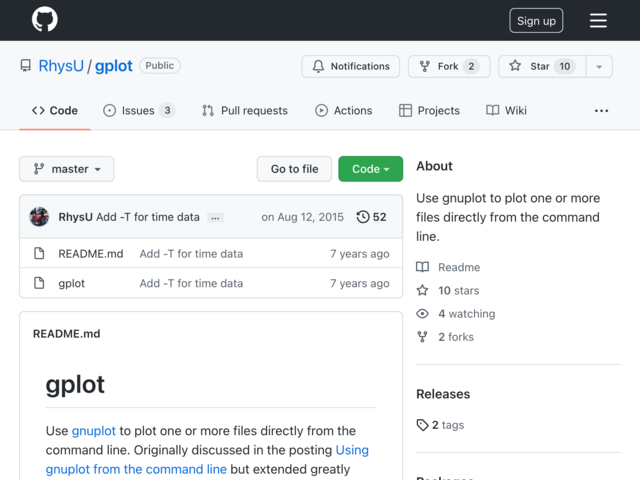 Sign up
RhysU / gplot Public
Notifications Fork 2 Star 10
Code Issues 3 Pull requests Actions Projects Wiki ...
master Go to file Code
RhysU Add -T for time data ... on Aug 12, 2015 52
README.md Add -T for time data 7 years ago
gplot Add -T for time data 7 years ago
README.md
gplot
Use gnuplot to plot one or more files directly from the
command line. Originally discussed in the posting Using
gnuplot from the command line but extended greatly
About
Use gnuplot to plot one or more
files directly from the command
line.
Readme
10 stars
4 watching
2 forks
Releases
2 tags